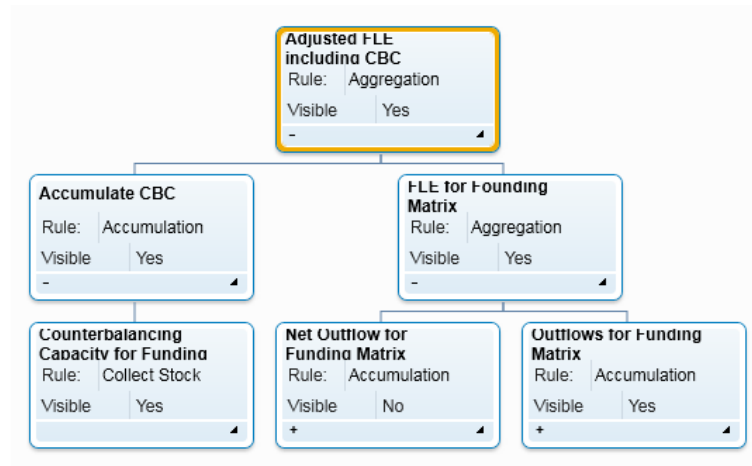 Adjusted FLE
including CBC
Rule: Aggregation
Visible Yes
-
Accumulate CBC
Rule: Accumulation
Visible Yes
-
FLE for Founding
Matrix
Rule: Aggregation
Visible Yes
-
Counterbalancing
Capacity for Funding
Rule: Collect Stock
Visible Yes
Net Outflow for
Funding Matrix
Rule: Accumulation
Visible No
+
Outflows for Funding
Matrix
Rule: Accumulation
Visible Yes
+